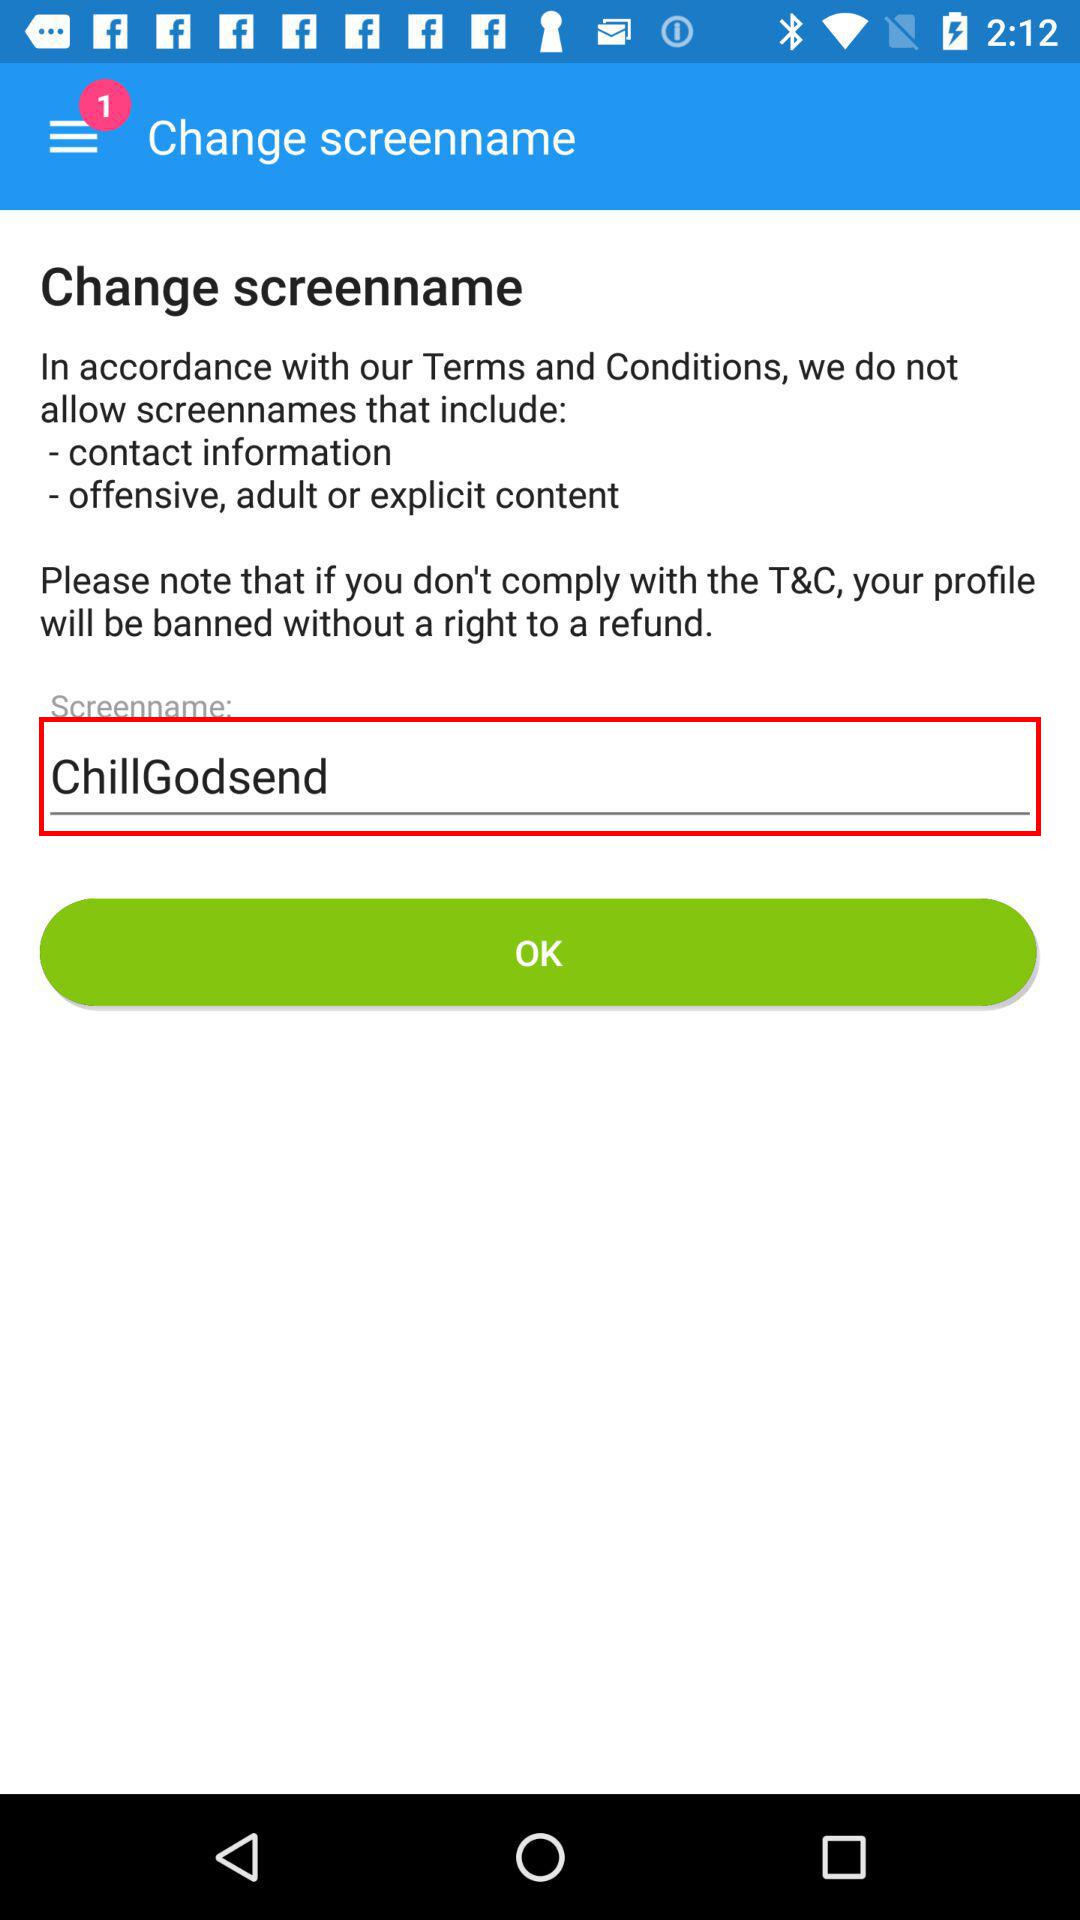 2:12
1
Change screenname
Change screenname
In accordance with our Terms and Conditions, we do not
allow screennames that include:
- contact information
- offensive, adult or explicit content
Please note that if you don't comply with the T&C, your profile
will be banned without a right to a refund.
Screenname:
ChillGodsend
OK